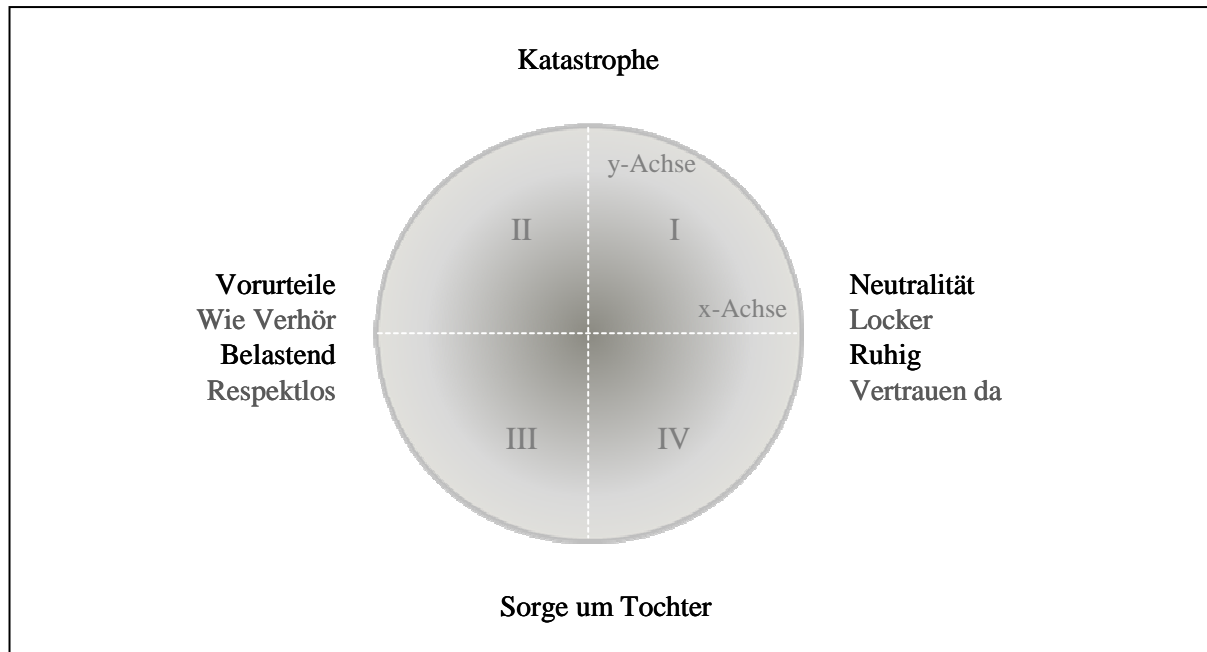 Katastrophe
y-Achse
II
I
Vorurteile
Wie Verhör
Belastend
Respektlos
x-Achse
Neutralität
Locker
Ruhig
Vertrauen da
III
IV
Sorge um Tochter